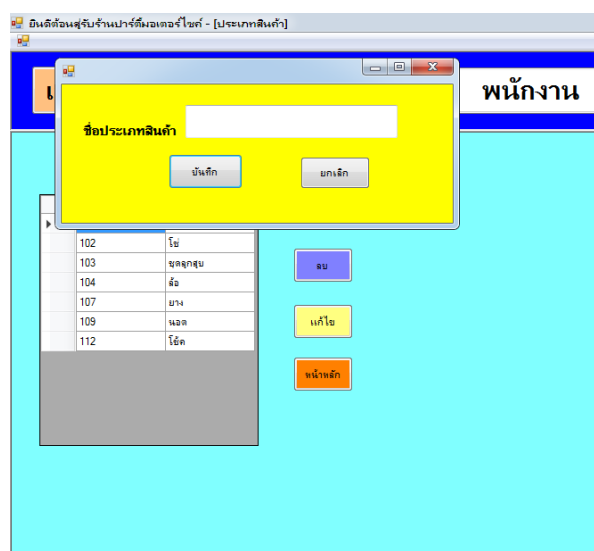 ยินดีต้อนสู่รับร้านปาร์ตี้มอเตอร์ไซค์ - [ประเภทสินค้า]
เ
พนักงาน
ชื่อประเภทสินค้า
บันทึก
ยกเลิก
102 โซ่
103 ชุดลูกสูบ
ลบ
104 ล้อ
107 ยาง
109 นอต
แก้ไข
112 โช้ค
หน้าหลัก